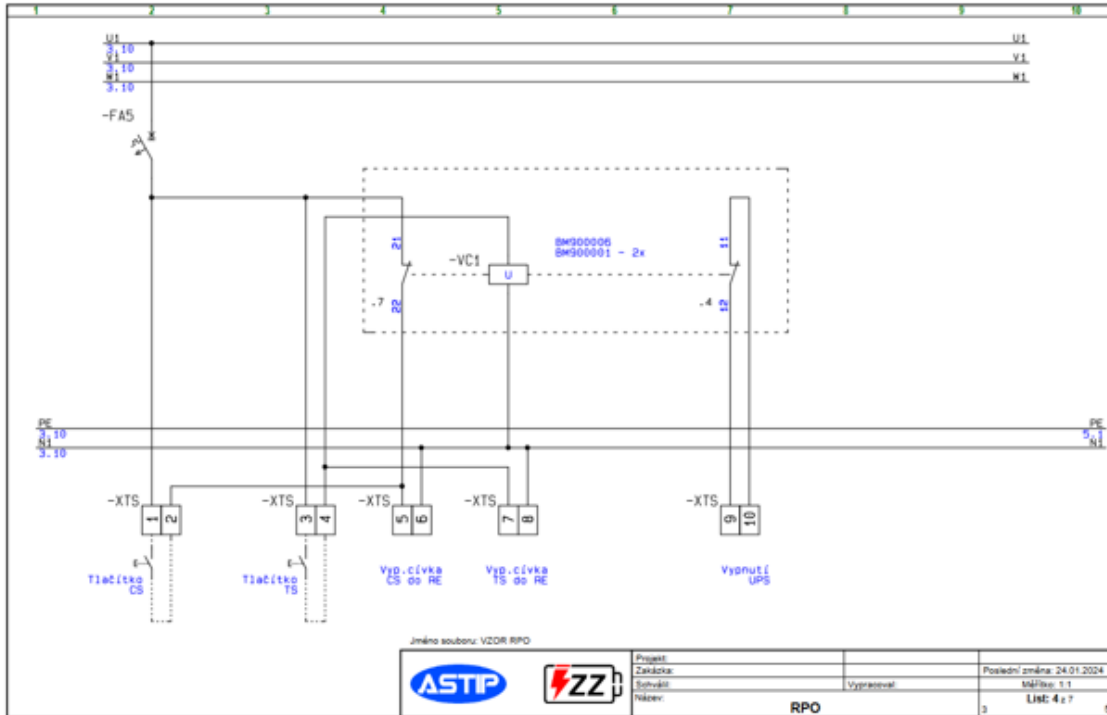 1 2 3 4 5 6 7 8 9 10
U1 U1
3.10
V1 V1
3.10
W1 W1
3.10
-FA5
21
BM900006
BM900001 - 2x
11
-VC1
U
.7
22
.4
12
PE PE
3.10 5.1
N1 N1
3.10
-XTS 1 2
-XTS 3 4
-XTS 5 6
-XTS 7 8
-XTS 9 10
Tlačítko
CS
Tlačítko
TS
Vyp.cívka
CS do RE
Vyp.cívka
TS do RE
Vypnutí
UPS
Jméno souboru: VZOR RPO
ASTIP
ZZ
Projekt:
Zakázka: Poslední změna: 24.01.2024
Schválil: Vypracoval: Měřítko: 1:1
Název: RPO List: 4 z 7
3